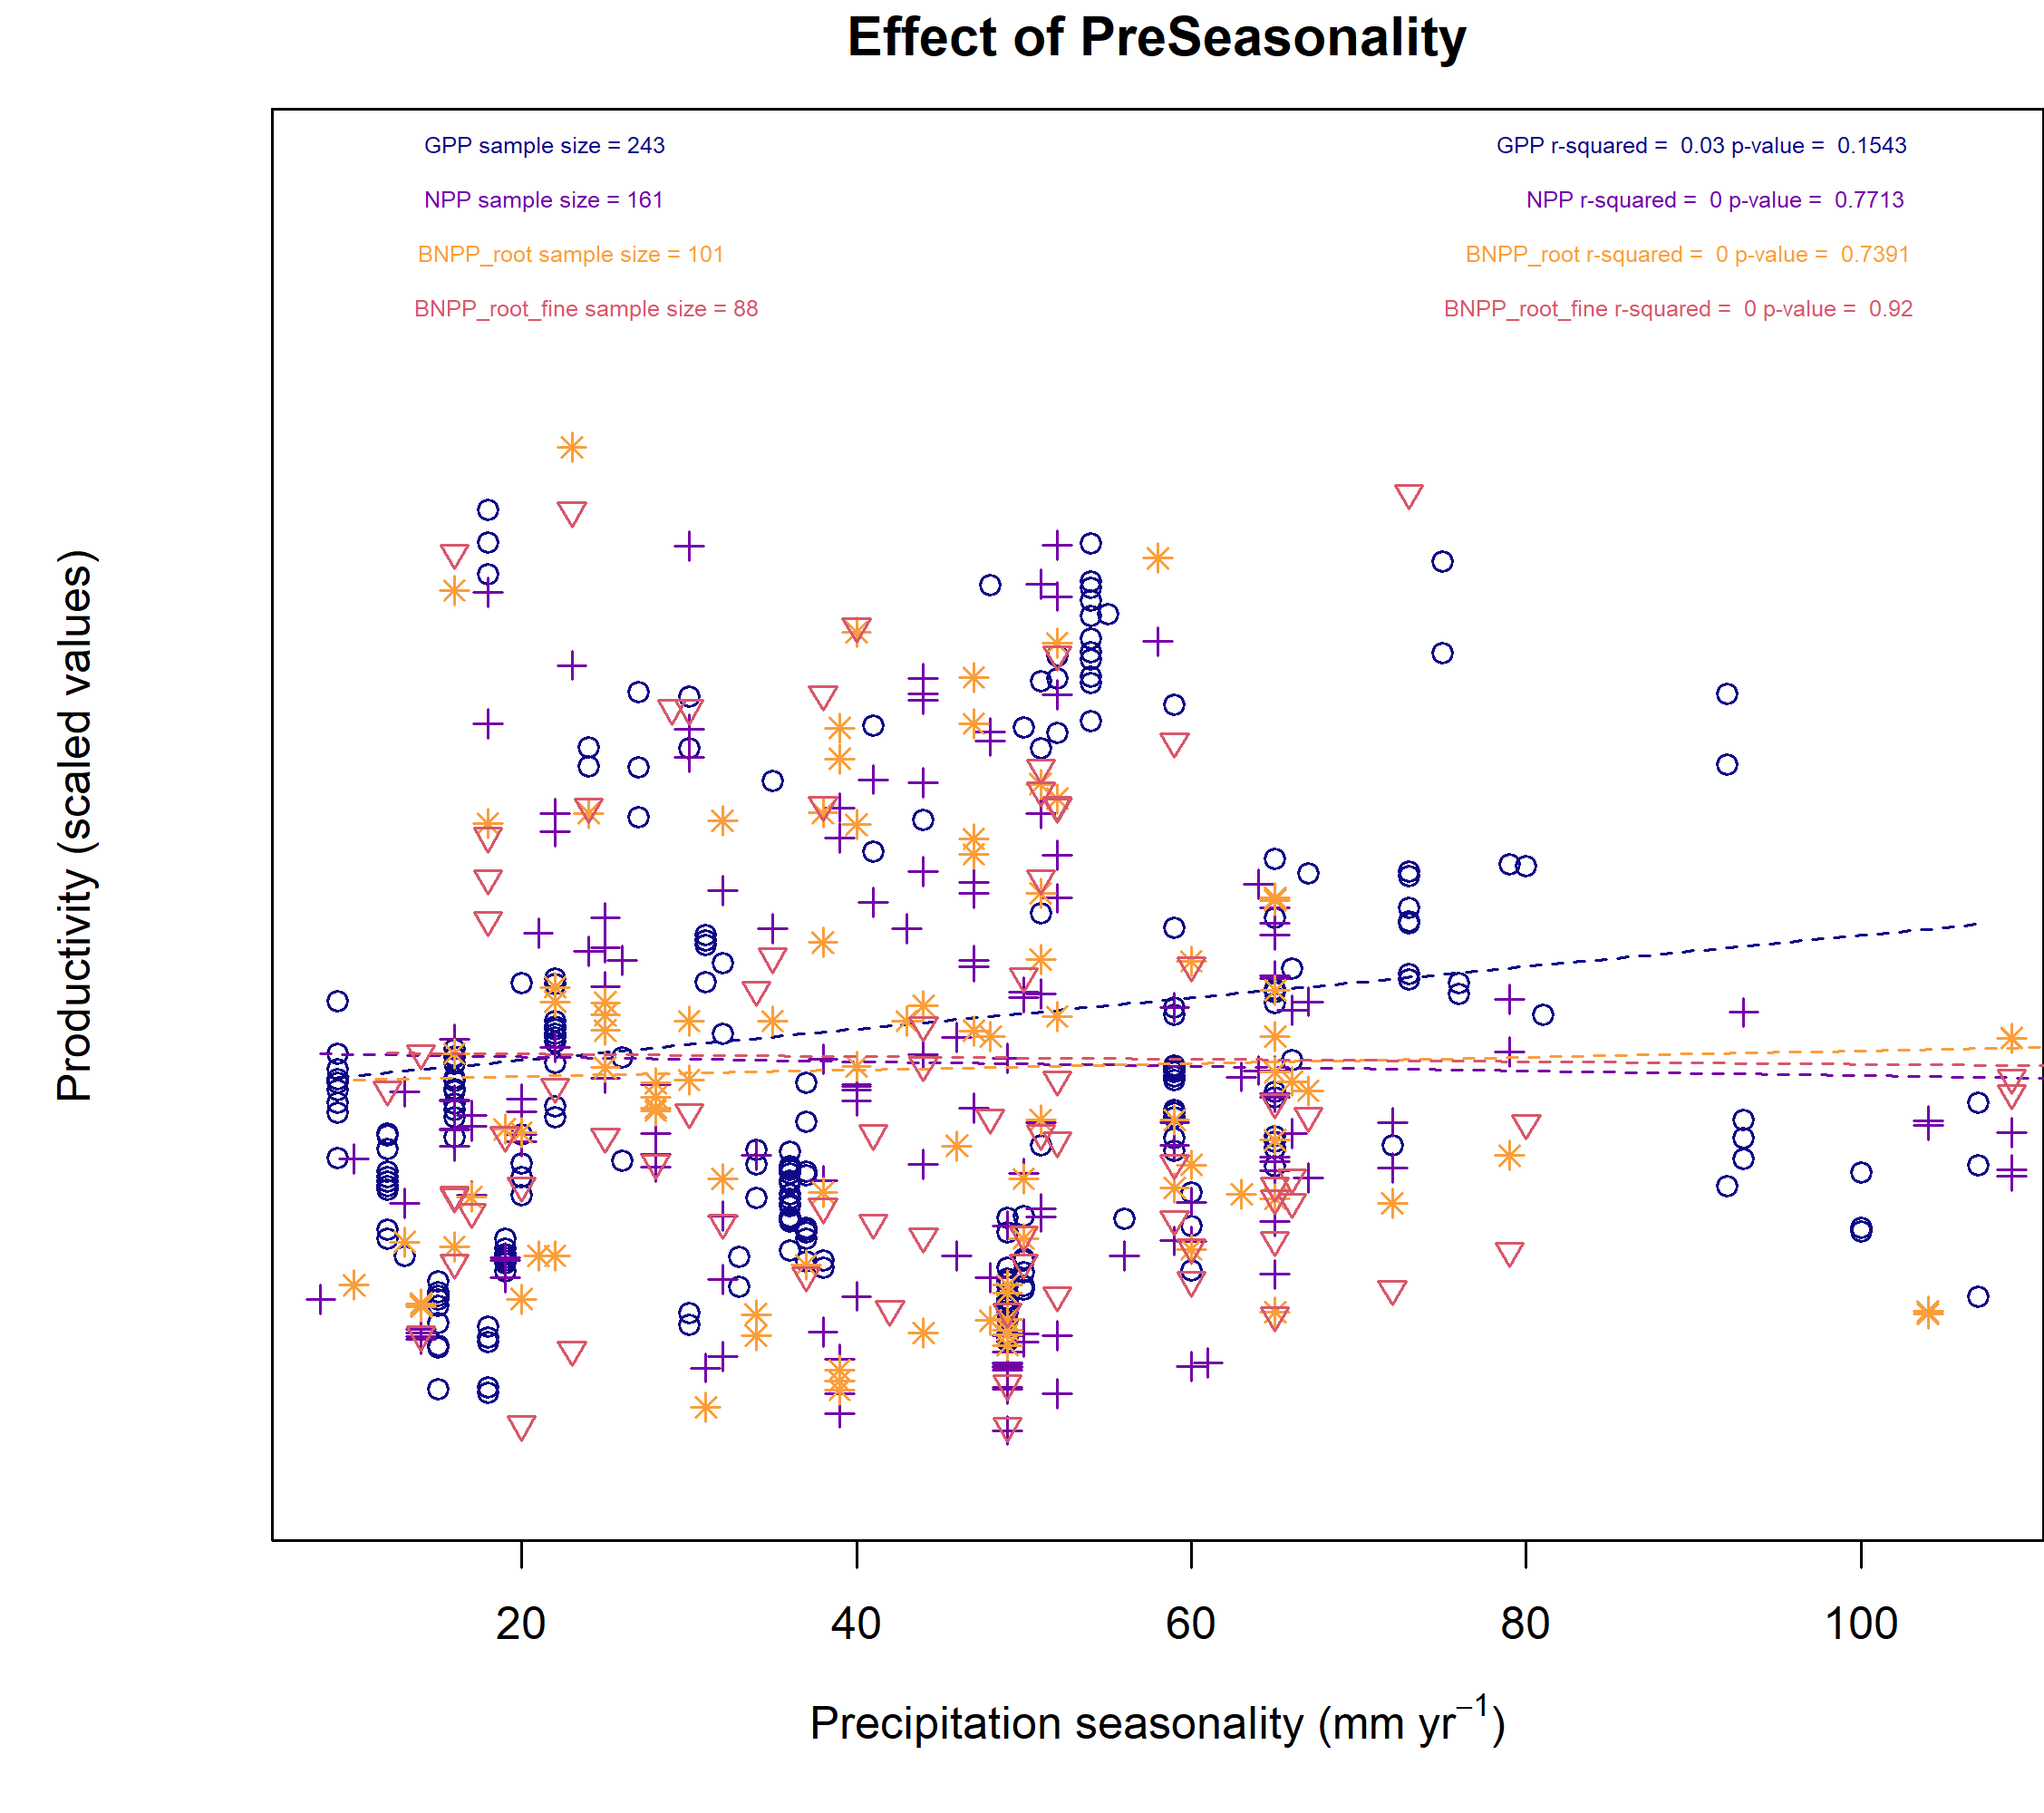 Effect of PreSeasonality
GPP sample size = 243
GPP r-squared =  0.03 p-value =  0.1543
NPP sample size = 161
NPP r-squared =  0 p-value =  0.7713
BNPP_root sample size = 101
BNPP_root r-squared =  0 p-value =  0.7391
BNPP_root_fine sample size = 88
BNPP_root_fine r-squared =  0 p-value =  0.92
Productivity (scaled values)
20 40 60 80 100
Precipitation seasonality (mm yr⁻¹)